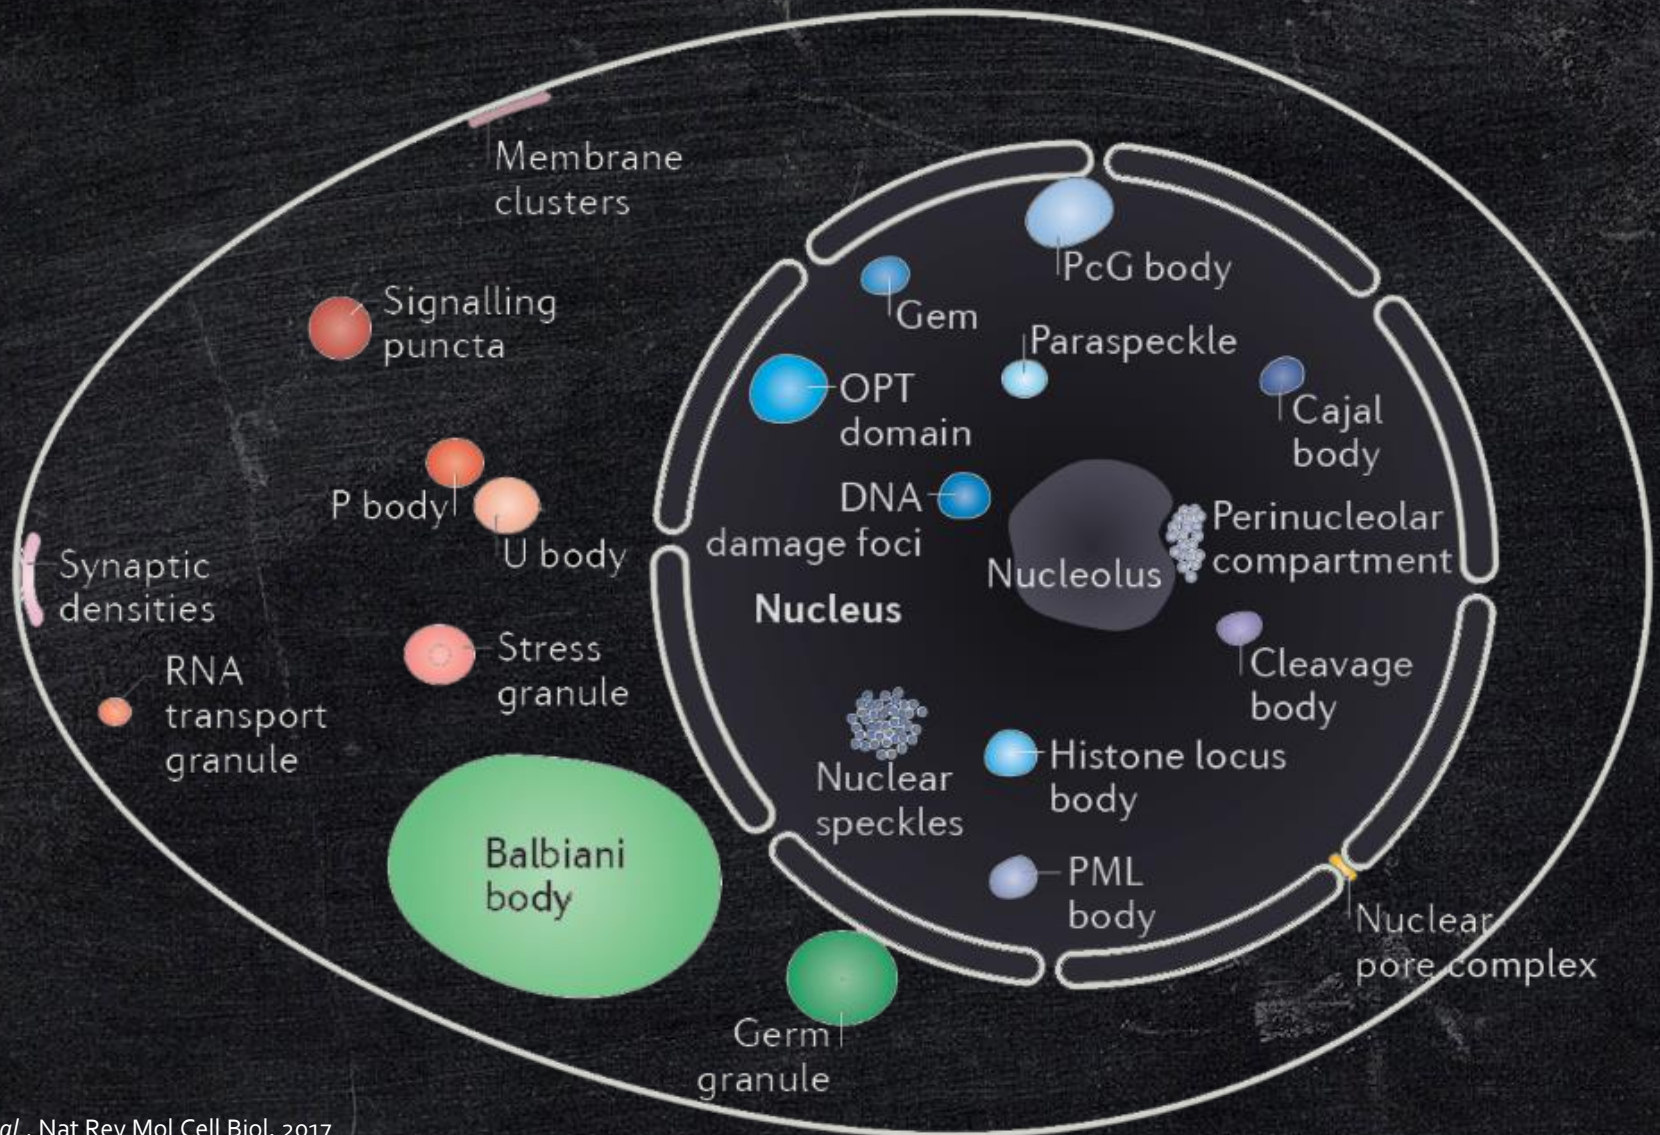 Membrane
clusters
PcG body
Gem
Signalling
puncta
Paraspeckle
OPT
domain
Cajal
body
P body
DNA
damage foci
Perinucleolar
compartment
U body
Nucleolus
Synaptic
densities
Nucleus
Stress
granule
Cleavage
body
RNA
transport
granule
Nuclear
speckles
Histone locus
body
Balbiani
body
PML
body
Nuclear
pore complex
Germ
granule
al., Nat Rev Mol Cell Biol. 2017